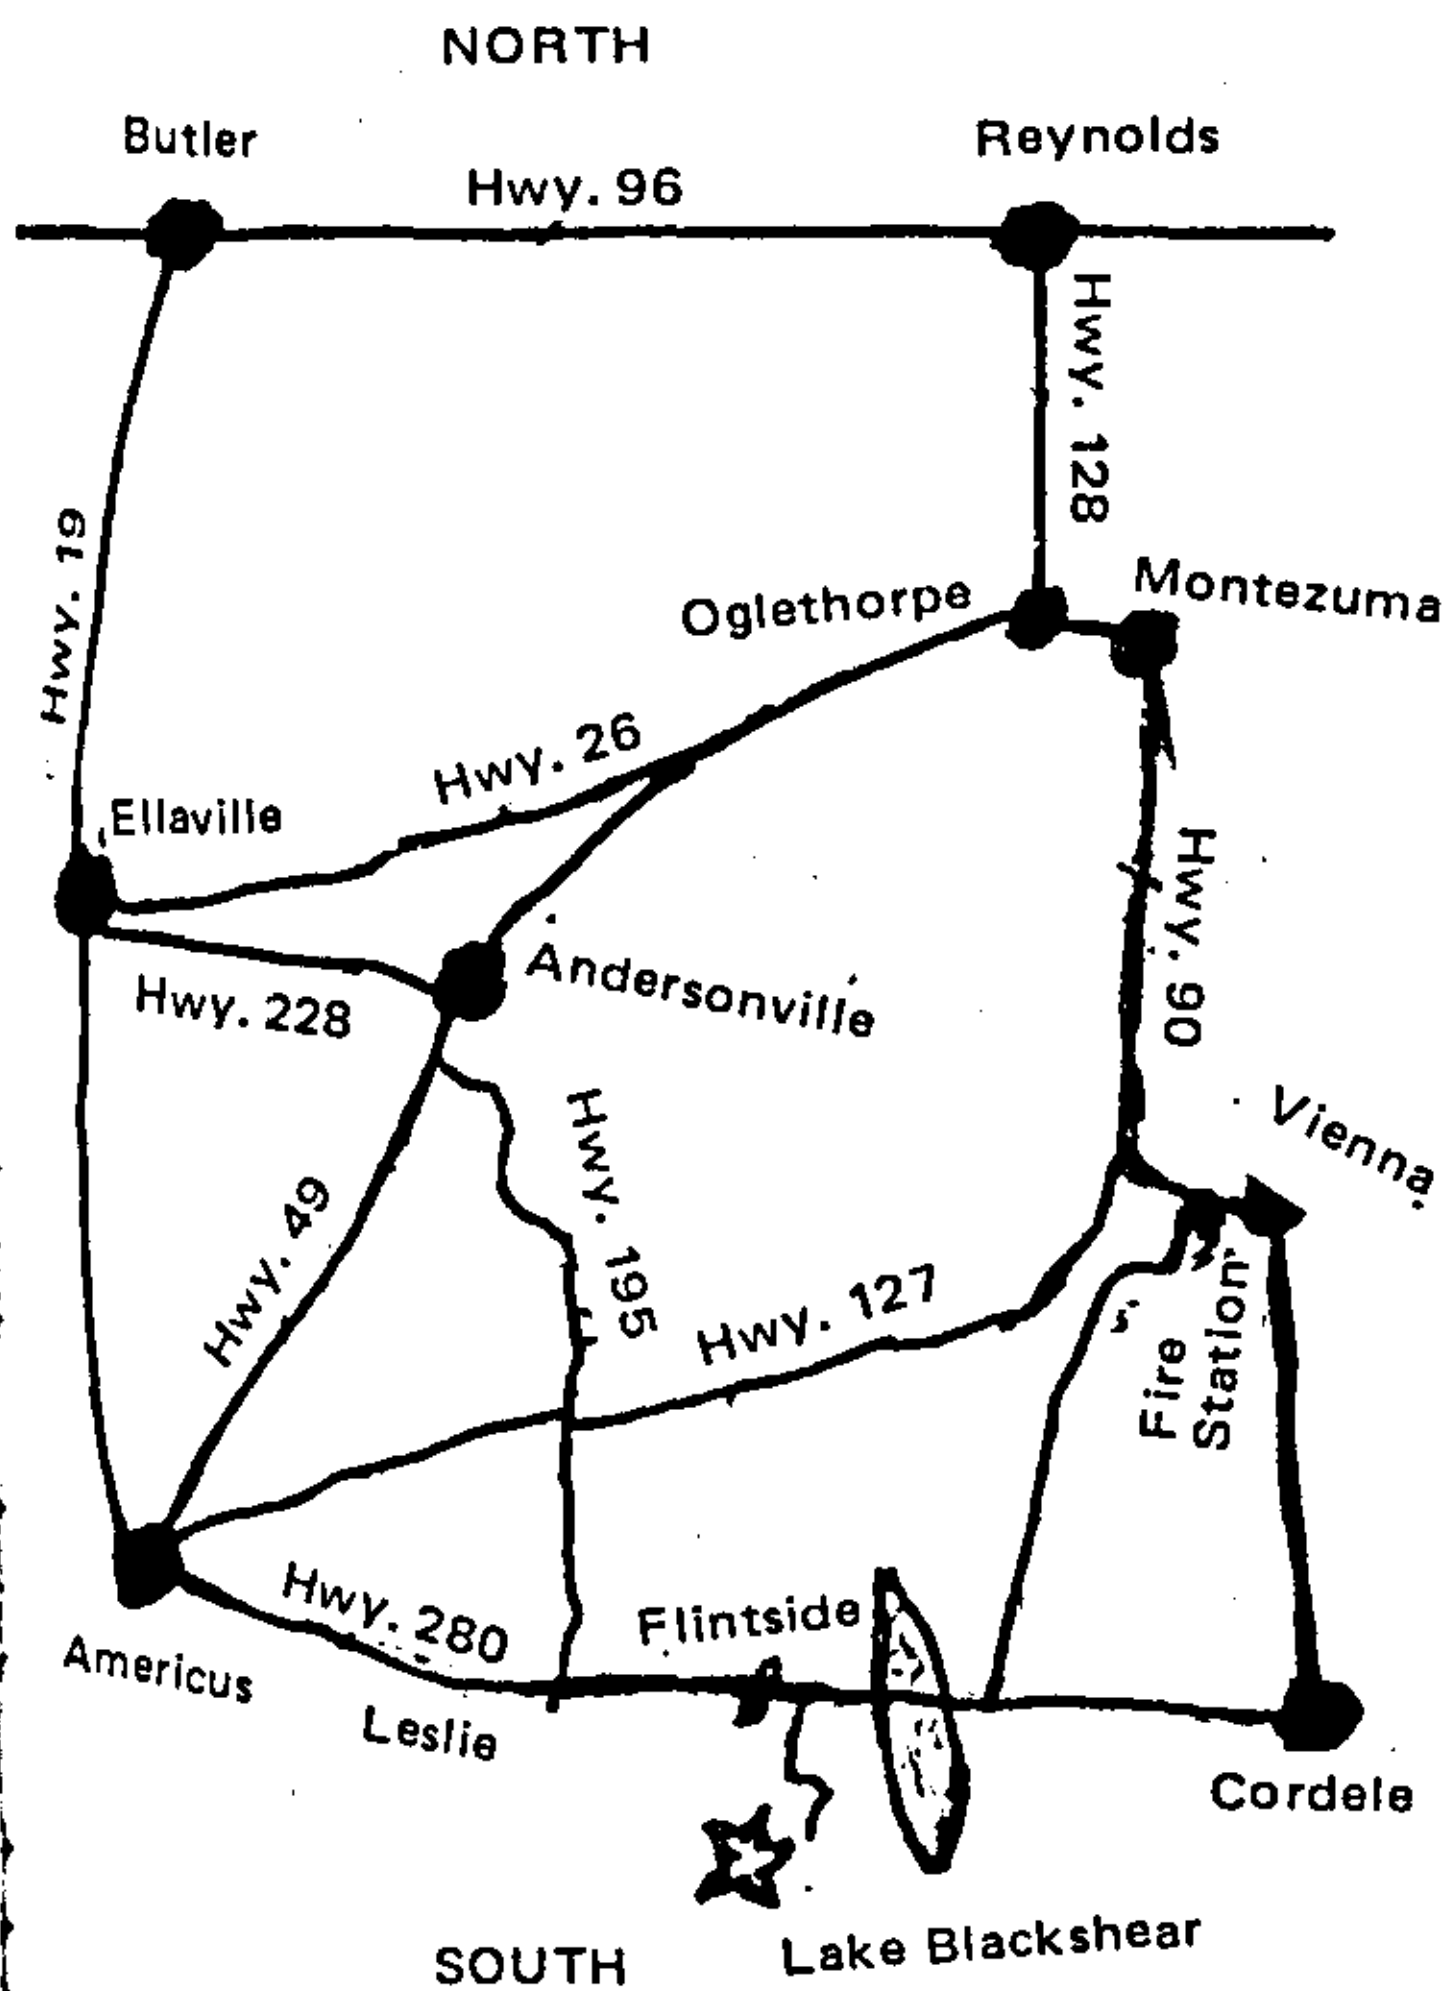 NORTH
Butler
Reynolds
Hwy. 96
Hwy. 128
Hwy. 19
Montezuma
Oglethorpe
Hwy. 26
Ellaville
Hwy. 90
Andersonville
Hwy. 228
Vienna
Hwy. 195
Hwy. 49
Hwy. 127
Fire
Station
Hwy. 280
Flintside
Americus
Leslie
Cordele
Lake Blackshear
SOUTH